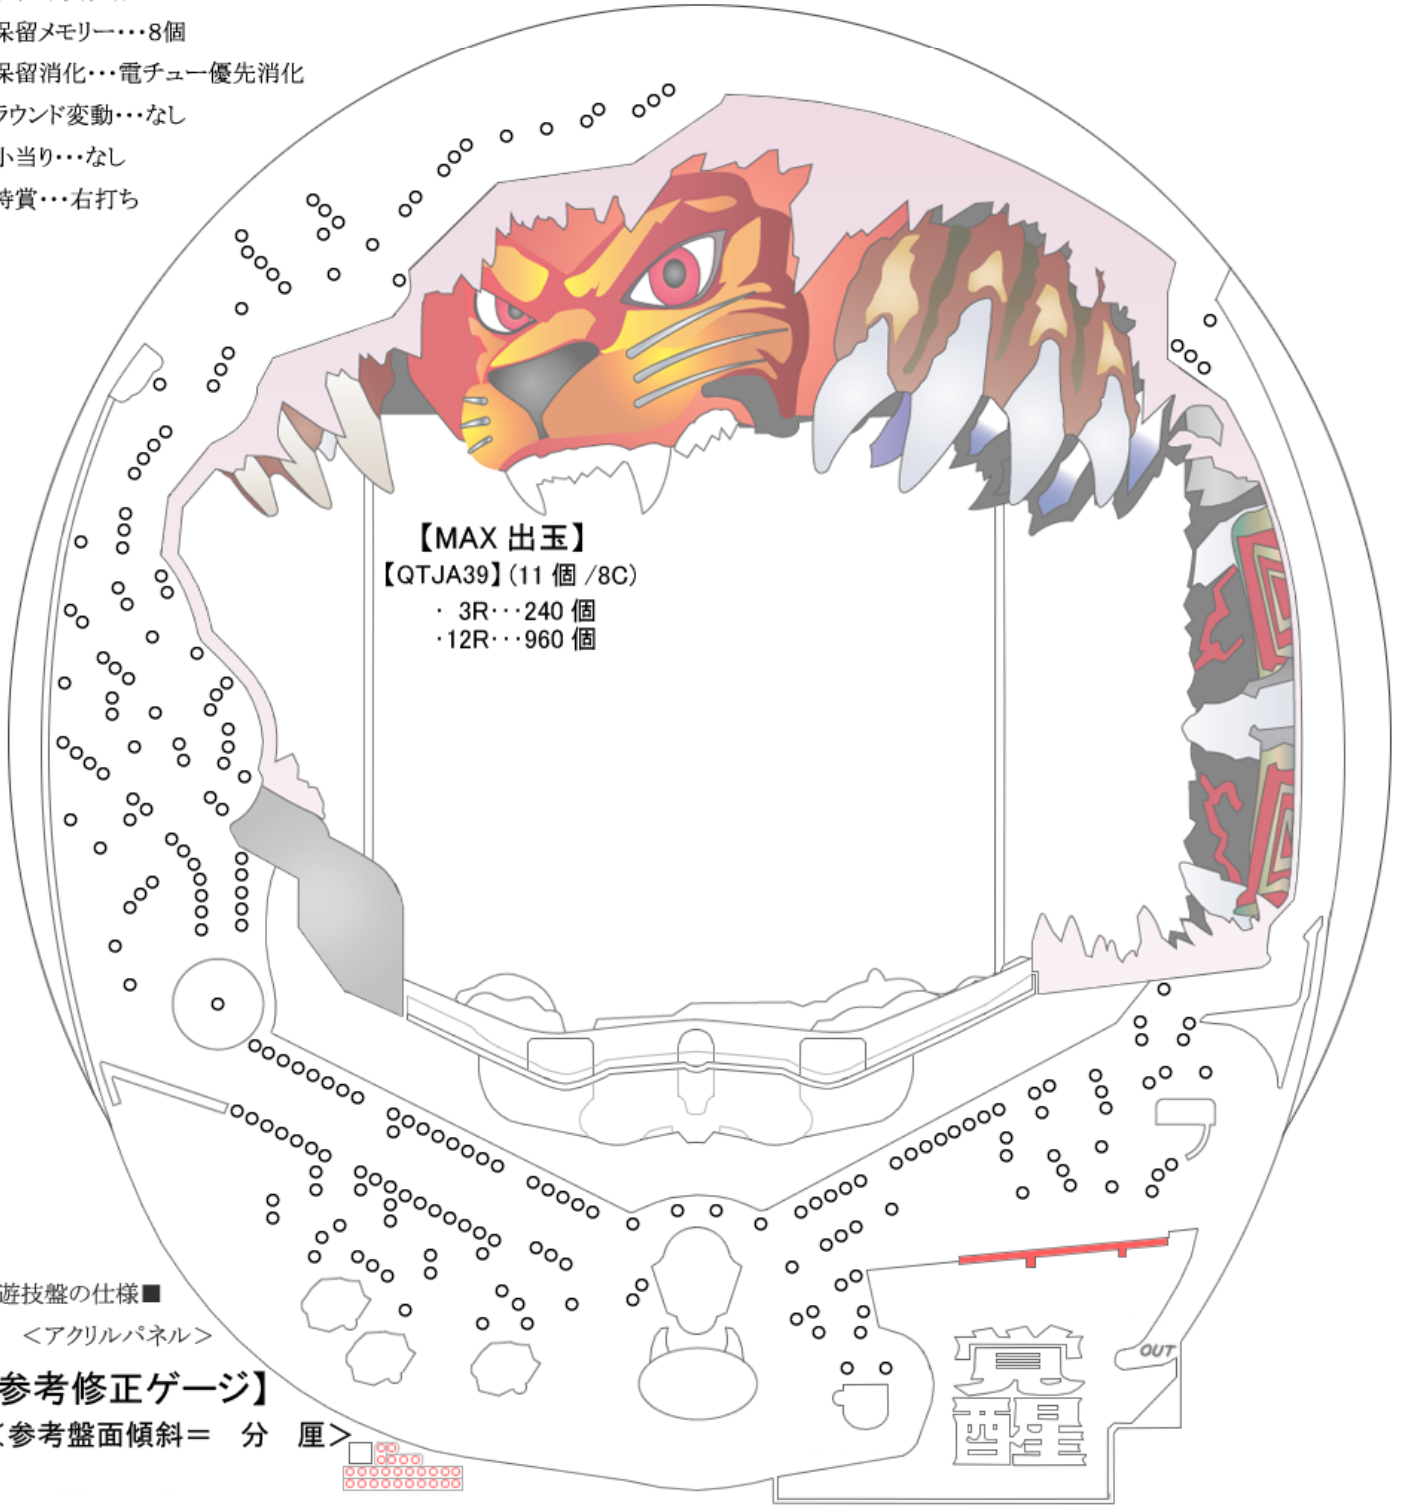 保留メモリー・・・8個
保留消化・・・電チュー優先消化
ラウンド変動・・・なし
小当り・・・なし
特賞・・・右打ち
【MAX 出玉】
【QTJA39】(11 個 /8C)
・ 3R・・・240 個
・12R・・・960 個
遊技盤の仕様■
＜アクリルパネル＞
参考修正ゲージ】
＜参考盤面傾斜＝　分　厘＞
覚醒
OUT